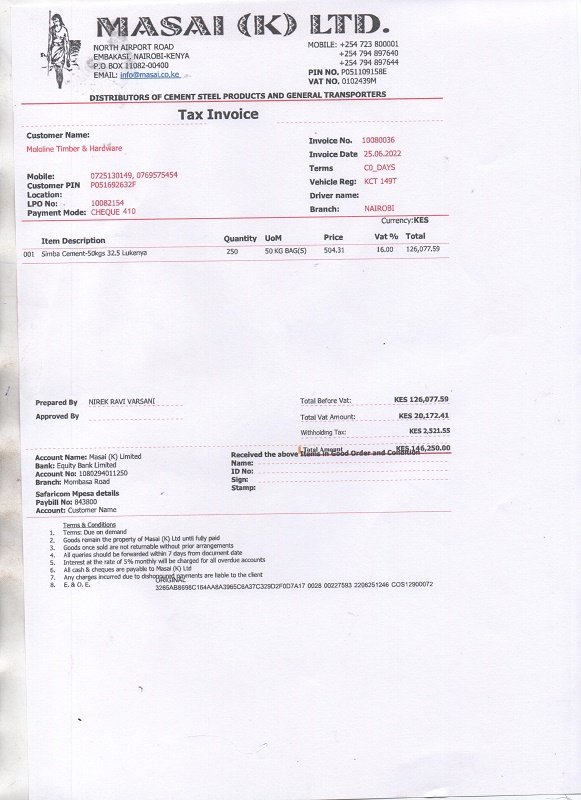 MASAI (K) LTD.
NORTH AIRPORT ROAD
EMBAKASI, NAIROBI-KENYA
P.O BOX 11082-00400
EMAIL: info@masai.co.ke
MOBILE: +254 723 800001
+254 794 897640
+254 794 897644
PIN NO. P051109158E
VAT NO. 0102439M
DISTRIBUTORS OF CEMENT STEEL PRODUCTS AND GENERAL TRANSPORTERS
Tax Invoice
Customer Name:
Mololine Timber & Hardware
Mobile: 0725130149, 0769575454
Customer PIN P051692632F
Location:
LPO No: 10082154
Payment Mode: CHEQUE 410
Invoice No. 10080036
Invoice Date 25.06.2022
Terms C0_DAYS
Vehicle Reg: KCT 149T
Driver name:
Branch: NAIROBI
Currency:KES
Item Description Quantity UoM Price Vat % Total
001 Simba Cement-50kgs 32.5 Lukenya 250 50 KG BAG(S) 504.31 16.00 126,077.59
Prepared By NIREK RAVI VARSANI
Approved By
Total Before Vat: KES 126,077.59
Total Vat Amount: KES 20,172.41
Withholding Tax: KES 2,521.55
Total Amount KES 146,250.00
Account Name: Masai (K) Limited
Bank: Equity Bank Limited
Account No: 1080294011250
Branch: Mombasa Road
Safaricom Mpesa details
Paybill No: 843800
Account: Customer Name
Received the above Items in Good Order and Condition
Name:
ID No:
Sign:
Stamp:
Terms & Conditions
1. Terms: Due on demand
2. Goods remain the property of Masai (K) Ltd until fully paid
3. Goods once sold are not returnable without prior arrangements
4. All queries should be forwarded within 7 days from document date
5. Interest at the rate of 5% monthly will be charged for all overdue accounts
6. All cash & cheques are payable to Masai (K) Ltd
7. Any charges incurred due to dishonoured payments are liable to the client
8. E. & O. E.
ORIGINAL
3265AB8698C164AA8A3965C6A37C329D2F0D7A17 0028 00227593 2206251246 COS12900072